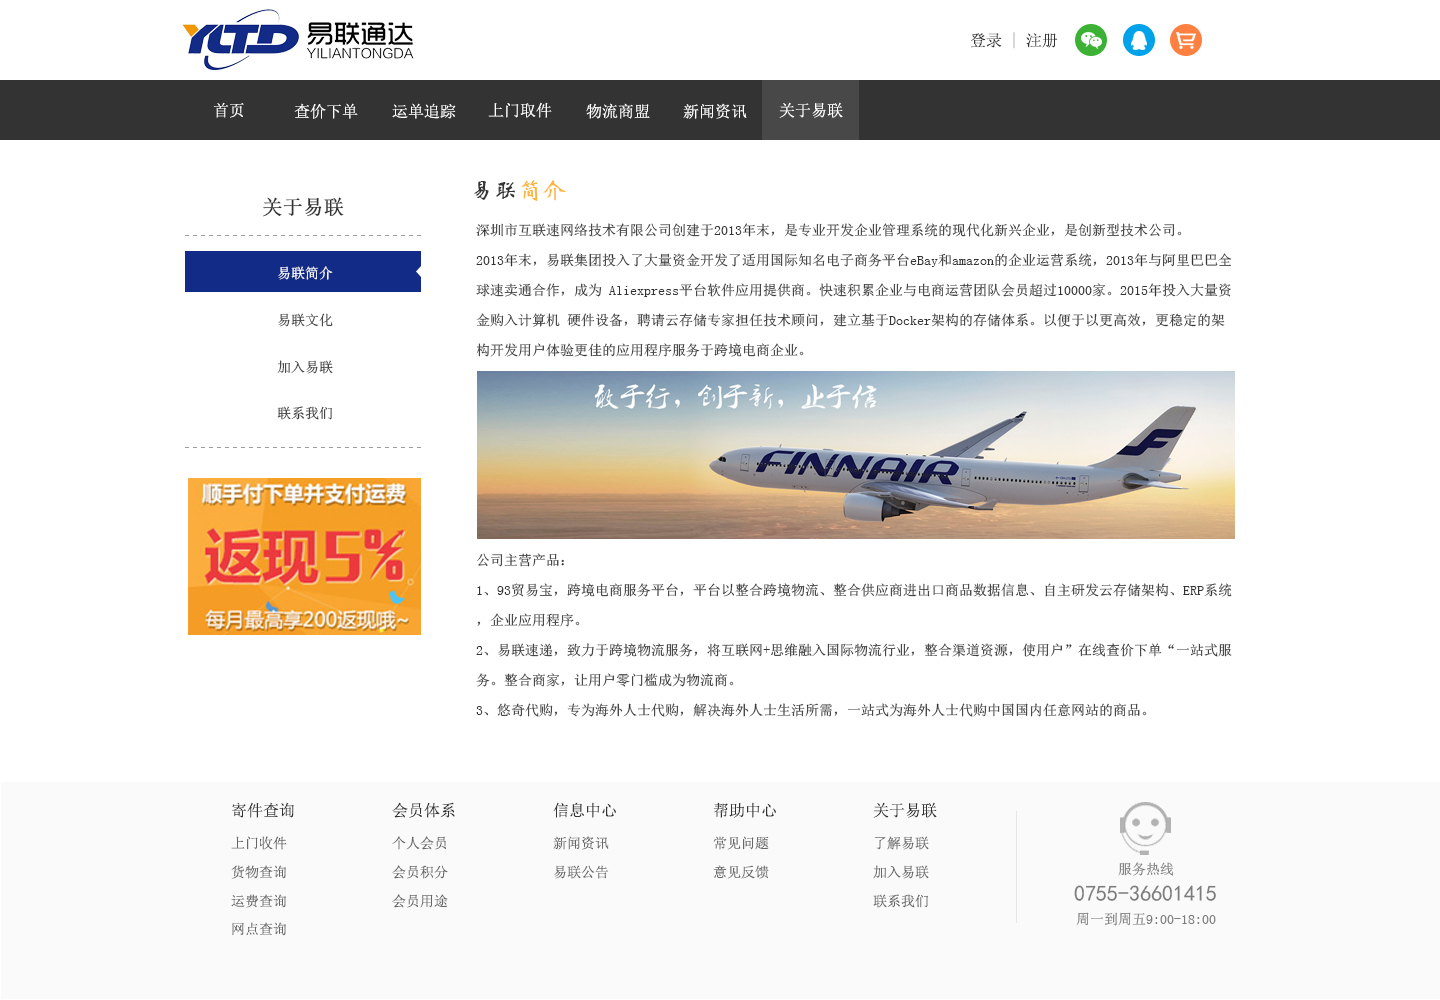 YLTD 易联通达
YILIANTONGDA
登录 | 注册
首页 查价下单 运单追踪 上门取件 物流商盟 新闻资讯 关于易联
关于易联
易联简介
易联文化
加入易联
联系我们
顺手付下单并支付运费
返现5%
每月最高享200返现哦~
易联简介
深圳市互联速网络技术有限公司创建于2013年末，是专业开发企业管理系统的现代化新兴企业，是创新型技术公司。
2013年末，易联集团投入了大量资金开发了适用国际知名电子商务平台eBay和amazon的企业运营系统，2013年与阿里巴巴全
球速卖通合作，成为 Aliexpress平台软件应用提供商。快速积累企业与电商运营团队会员超过10000家。2015年投入大量资
金购入计算机 硬件设备，聘请云存储专家担任技术顾问，建立基于Docker架构的存储体系。以便于以更高效，更稳定的架
构开发用户体验更佳的应用程序服务于跨境电商企业。
敢于行，创于新，止于信
FINNAIR
公司主营产品：
1、93贸易宝，跨境电商服务平台，平台以整合跨境物流、整合供应商进出口商品数据信息、自主研发云存储架构、ERP系统
，企业应用程序。
2、易联速递，致力于跨境物流服务，将互联网+思维融入国际物流行业，整合渠道资源，使用户”在线查价下单“一站式服
务。整合商家，让用户零门槛成为物流商。
3、悠奇代购，专为海外人士代购，解决海外人士生活所需，一站式为海外人士代购中国国内任意网站的商品。
寄件查询
上门收件
货物查询
运费查询
网点查询
会员体系
个人会员
会员积分
会员用途
信息中心
新闻资讯
易联公告
帮助中心
常见问题
意见反馈
关于易联
了解易联
加入易联
联系我们
服务热线
0755-36601415
周一到周五9:00-18:00